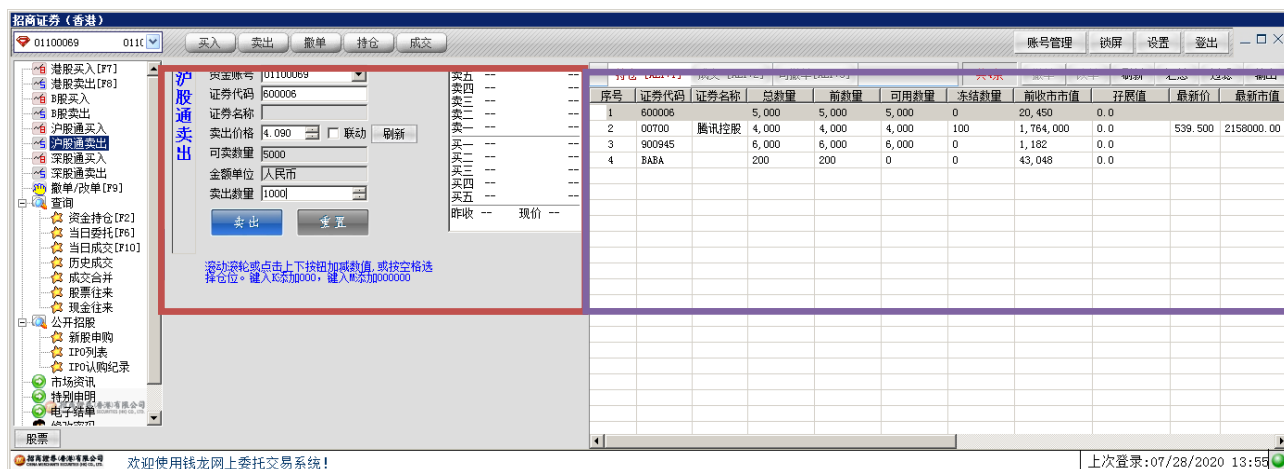 招商证券（香港）
01100069 011(
买入 卖出 撤单 持仓 成交
账号管理 锁屏 设置 登出
港股买入[F7]
港股卖出[F8]
B股买入
B股卖出
沪股通买入
沪股通卖出
深股通买入
深股通卖出
撤单/改单[F9]
查询
资金持仓[F2]
当日委托[F6]
当日成交[F10]
历史成交
成交合并
股票往来
现金往来
公开招股
新股申购
IPO列表
IPO认购纪录
市场资讯
特别申明
电子结单
股票
沪股通卖出
资金账号 01100069
证券代码 600006
证券名称
卖出价格 4.090 联动 刷新
可卖数量 5000
金额单位 人民币
卖出数量 1000
卖出 重置
滚动滚轮或点击上下按钮加减数值,或按空格选
择仓位。键入K添加000，键入M添加000000
卖五 -- --
卖四 -- --
卖三 -- --
卖二 -- --
卖一 -- --
买一 -- --
买二 -- --
买三 -- --
买四 -- --
买五 -- --
昨收 -- 现价 --
序号 证券代码 证券名称 总数量 前数量 可用数量 冻结数量 前收市市值 孖展值 最新价 最新市值
1 600006 5,000 5,000 5,000 0 20,450 0.0
2 00700 腾讯控股 4,000 4,000 4,000 100 1,764,000 539.500 2158000.00
3 900945 6,000 6,000 6,000 0 1,182 0.0
4 BABA 200 200 0 0 43,048 0.0
招商证券(香港)有限公司
欢迎使用钱龙网上委托交易系统!
上次登录:07/28/2020 13:55